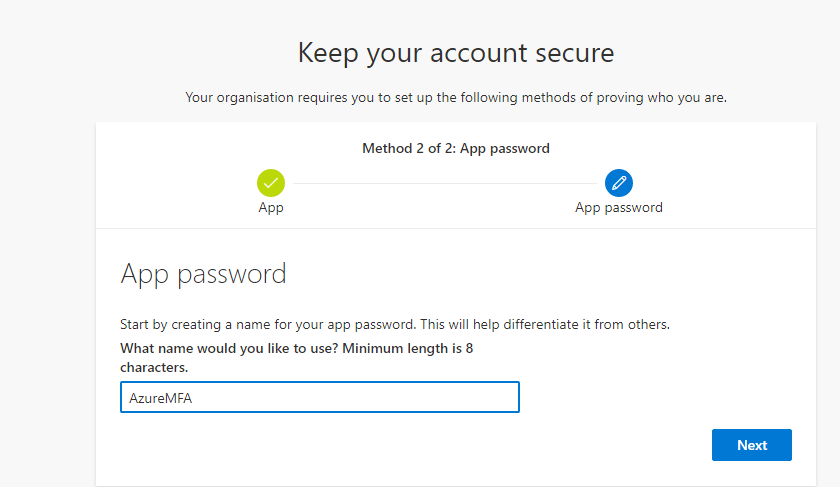 Keep your account secure
Your organisation requires you to set up the following methods of proving who you are.
Method 2 of 2: App password
App
App password
App password
Start by creating a name for your app password. This will help differentiate it from others.
What name would you like to use? Minimum length is 8
characters.
AzureMFA
Next